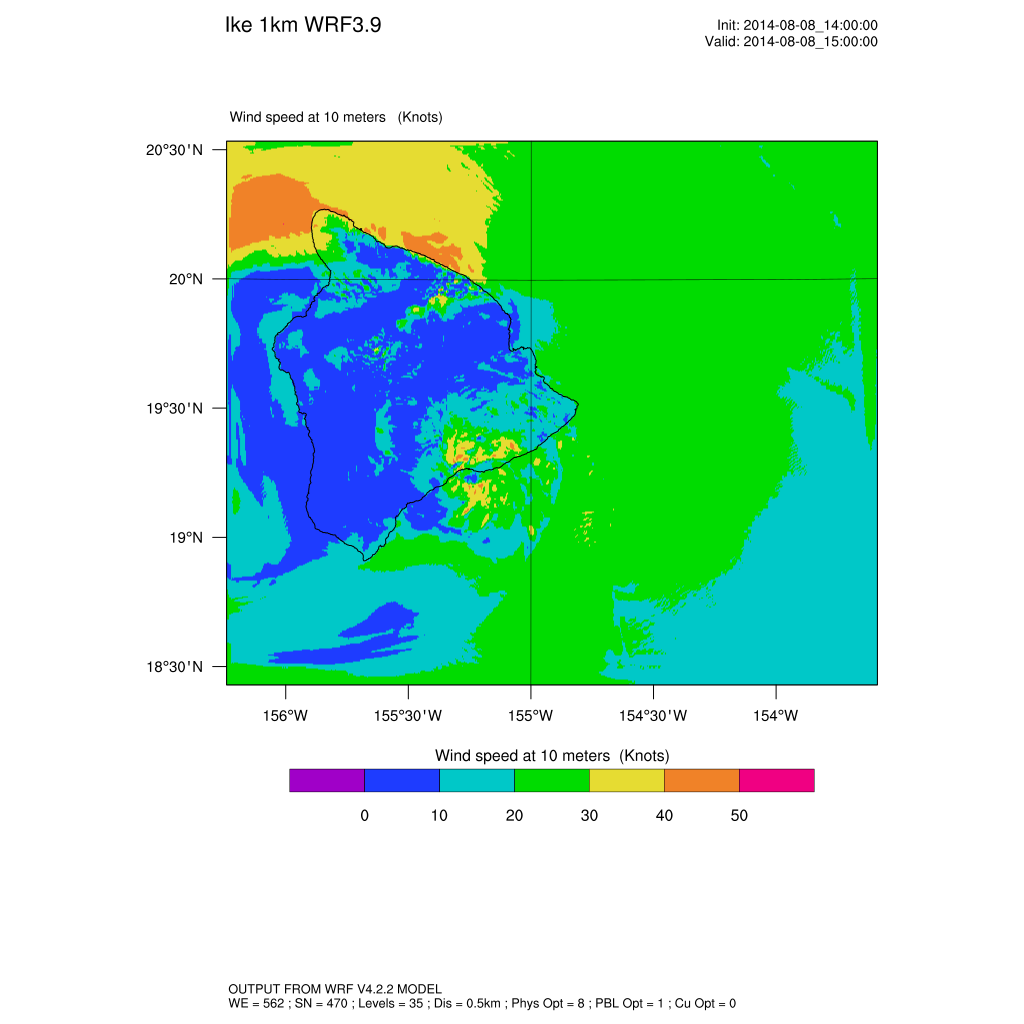 Ike 1km WRF3.9
Init: 2014-08-08_14:00:00
Valid: 2014-08-08_15:00:00
Wind speed at 10 meters (Knots)
20°30'N
20°N
19°30'N
19°N
18°30'N
156°W 155°30'W 155°W 154°30'W 154°W
Wind speed at 10 meters (Knots)
0 10 20 30 40 50
OUTPUT FROM WRF V4.2.2 MODEL
WE = 562 ; SN = 470 ; Levels = 35 ; Dis = 0.5km ; Phys Opt = 8 ; PBL Opt = 1 ; Cu Opt = 0